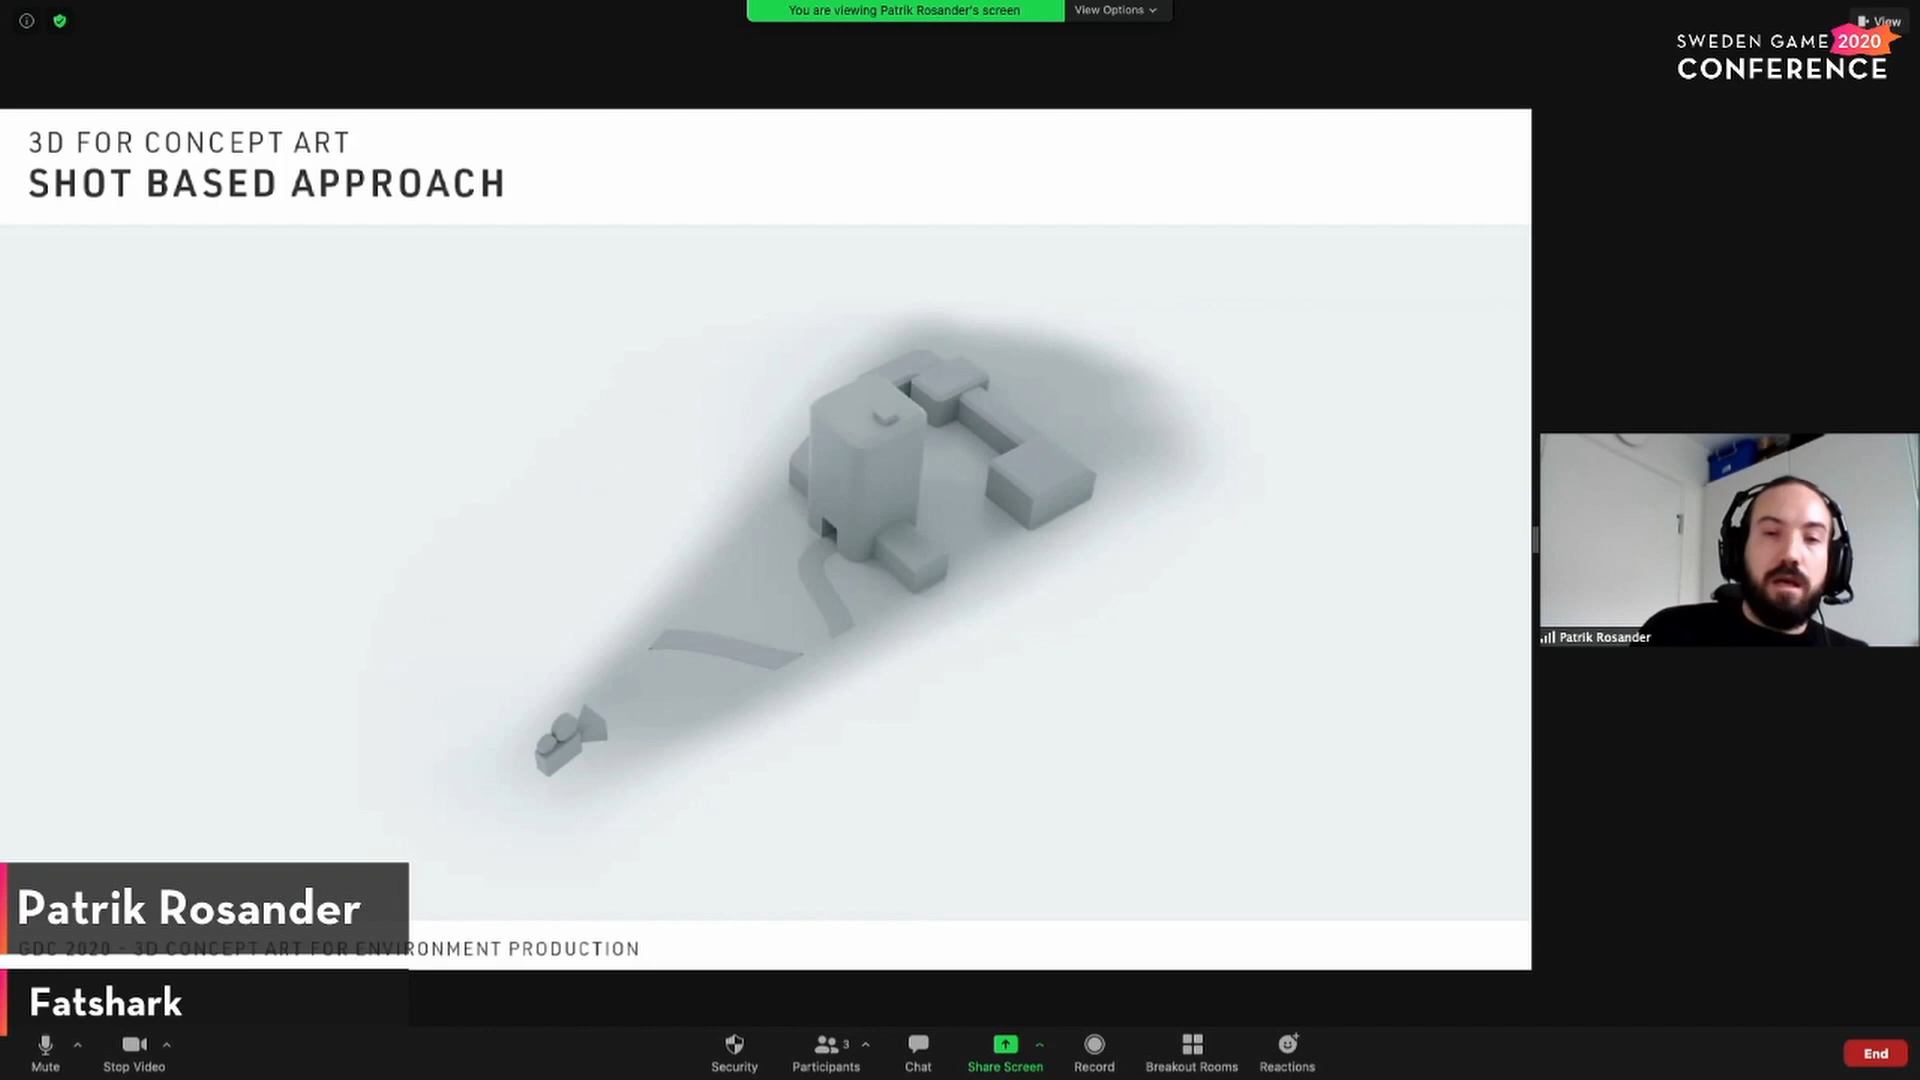 You are viewing Patrik Rosander's screen
View Options
View
SWEDEN GAME 2020
CONFERENCE
3D FOR CONCEPT ART
SHOT BASED APPROACH
Patrik Rosander
Patrik Rosander
GDC 2020 - 3D CONCEPT ART FOR ENVIRONMENT PRODUCTION
Fatshark
Mute
Stop Video
Security
Participants
3
Chat
Share Screen
Record
Breakout Rooms
Reactions
End